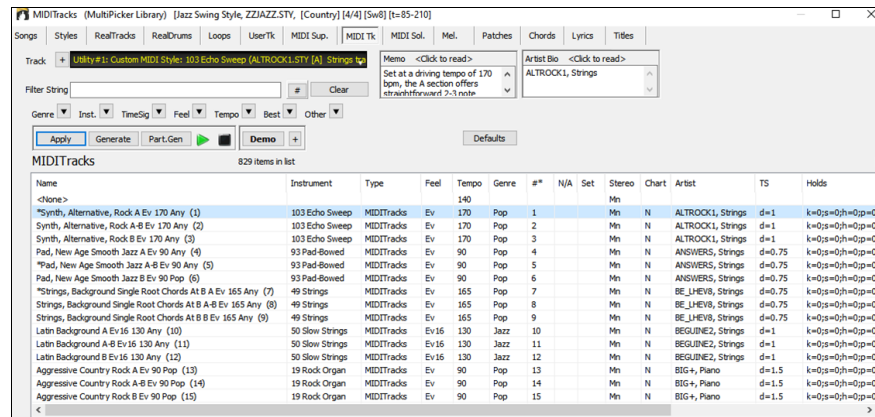 MIDITracks (MultiPicker Library) [Jazz Swing Style, ZZJAZZ.STY, [Country] [4/4] [Sw8] [t=85-210]
Songs Styles RealTracks RealDrums Loops UserTk MIDI Sup. MIDI Tk MIDI Sol. Mel. Patches Chords Lyrics Titles
Track + Utility#1: Custom MIDI Style: 103 Echo Sweep (ALTROCK1.STY [A] Strings tra
Memo <Click to read>
Set at a driving tempo of 170
bpm, the A section offers
straightforward 2-3 note
Artist Bio <Click to read>
ALTROCK1, Strings
Filter String # Clear
Genre Inst. TimeSig Feel Tempo Best Other
Apply Generate Part.Gen Demo + Defaults
MIDITracks 829 items in list
Name Instrument Type Feel Tempo Genre #* N/A Set Stereo Chart Artist TS Holds
<None> 140 Mn
*Synth, Alternative, Rock A Ev 170 Any (1) 103 Echo Sweep MIDITracks Ev 170 Pop 1 Mn N ALTROCK1, Strings d=1 k=0;s=0;h=0;p=0
Synth, Alternative, Rock A-B Ev 170 Any (2) 103 Echo Sweep MIDITracks Ev 170 Pop 2 Mn N ALTROCK1, Strings d=1 k=0;s=0;h=0;p=0
Synth, Alternative, Rock B Ev 170 Any (3) 103 Echo Sweep MIDITracks Ev 170 Pop 3 Mn N ALTROCK1, Strings d=1 k=0;s=0;h=0;p=0
Pad, New Age Smooth Jazz A Ev 90 Any (4) 93 Pad-Bowed MIDITracks Ev 90 Pop 4 Mn N ANSWERS, Strings d=0.75 k=0;s=0;h=0;p=0
*Pad, New Age Smooth Jazz A-B Ev 90 Any (5) 93 Pad-Bowed MIDITracks Ev 90 Pop 5 Mn N ANSWERS, Strings d=0.75 k=0;s=0;h=0;p=0
Pad, New Age Smooth Jazz B Ev 90 Pop (6) 93 Pad-Bowed MIDITracks Ev 90 Pop 6 Mn N ANSWERS, Strings d=0.75 k=0;s=0;h=0;p=0
*Strings, Background Single Root Chords At B A Ev 165 Any (7) 49 Strings MIDITracks Ev 165 Pop 7 Mn N BE_LHEV8, Strings d=0.75 k=0;s=0;h=0;p=0
Strings, Background Single Root Chords At B A-B Ev 165 Any (8) 49 Strings MIDITracks Ev 165 Pop 8 Mn N BE_LHEV8, Strings d=0.75 k=0;s=0;h=0;p=0
Strings, Background Single Root Chords At B B Ev 165 Any (9) 49 Strings MIDITracks Ev 165 Pop 9 Mn N BE_LHEV8, Strings d=0.75 k=0;s=0;h=0;p=0
Latin Background A Ev16 130 Any (10) 50 Slow Strings MIDITracks Ev16 130 Jazz 10 Mn N BEGUINE2, Strings d=1 k=0;s=0;h=0;p=0
Latin Background A-B Ev16 130 Any (11) 50 Slow Strings MIDITracks Ev16 130 Jazz 11 Mn N BEGUINE2, Strings d=1 k=0;s=0;h=0;p=0
Latin Background B Ev16 130 Any (12) 50 Slow Strings MIDITracks Ev16 130 Jazz 12 Mn N BEGUINE2, Strings d=1 k=0;s=0;h=0;p=0
Aggressive Country Rock A Ev 90 Pop (13) 19 Rock Organ MIDITracks Ev 90 Pop 13 Mn N BIG+, Piano d=1.5 k=0;s=0;h=0;p=0
Aggressive Country Rock A-B Ev 90 Pop (14) 19 Rock Organ MIDITracks Ev 90 Pop 14 Mn N BIG+, Piano d=1.5 k=0;s=0;h=0;p=0
Aggressive Country Rock B Ev 90 Pop (15) 19 Rock Organ MIDITracks Ev 90 Pop 15 Mn N BIG+, Piano d=1.5 k=0;s=0;h=0;p=0